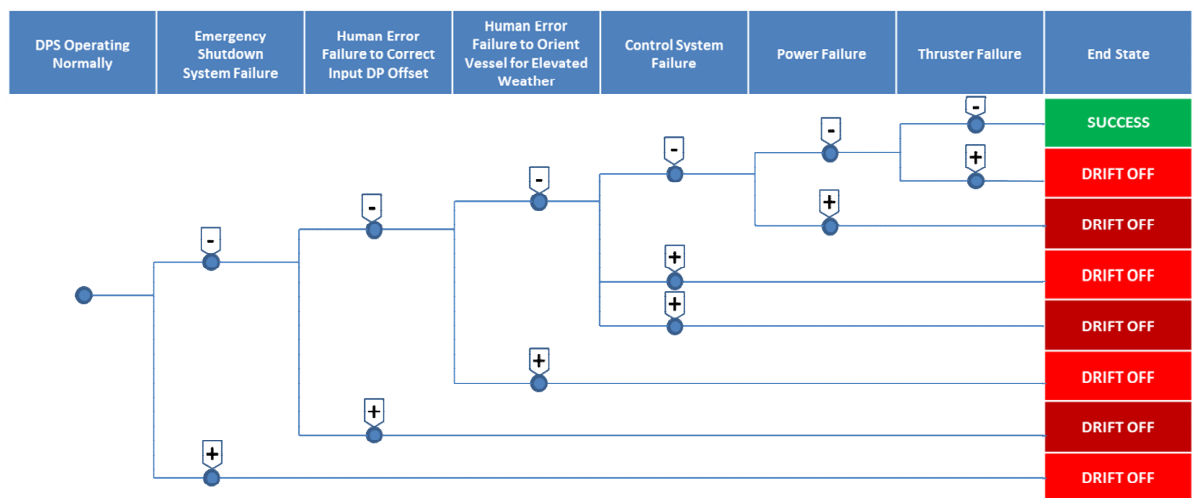 DPS Operating
Normally
Emergency
Shutdown
System Failure
Human Error
Failure to Correct
Input DP Offset
Human Error
Failure to Orient
Vessel for Elevated
Weather
Control System
Failure
Power Failure
Thruster Failure
End State
-
SUCCESS
-
-
+
DRIFT OFF
-
+
DRIFT OFF
-
-
+
DRIFT OFF
+
DRIFT OFF
+
DRIFT OFF
+
DRIFT OFF
+
DRIFT OFF